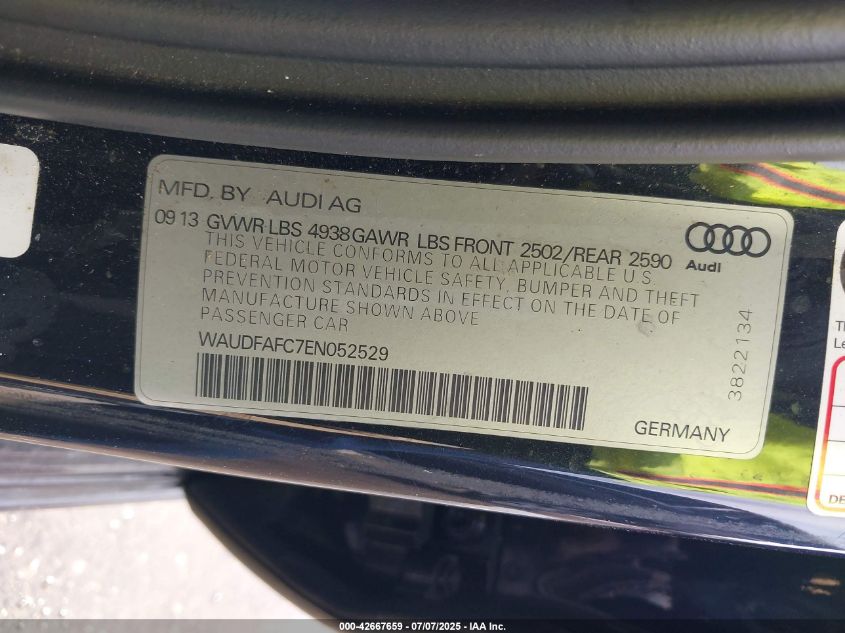 MFD. BY AUDI AG
09 13 GVWR LBS 4938 GAWR LBS FRONT 2502/REAR 2590
THIS VEHICLE CONFORMS TO ALL APPLICABLE U.S
FEDERAL MOTOR VEHICLE SAFETY, BUMPER AND THEFT
PREVENTION STANDARDS IN EFFECT ON THE DATE OF
MANUFACTURE SHOWN ABOVE
PASSENGER CAR
Audi
WAUDFAFC7EN052529
3822134
GERMANY
Le
DE
000-42667659 - 07/07/2025 - IAA Inc.